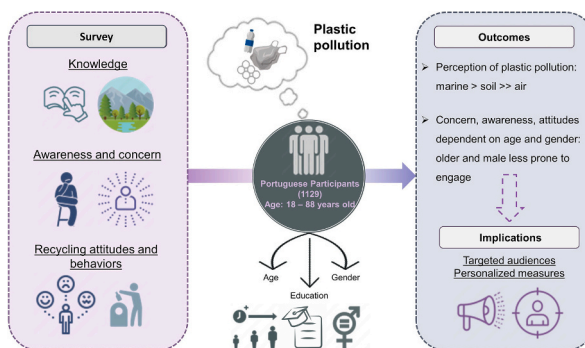 Survey
Knowledge
Awareness and concern
Recycling attitudes and
behaviors
Plastic
pollution
Portuguese Participants
(1129)
Age: 18 – 88 years old
Age
Education
Gender
Outcomes
➢ Perception of plastic pollution:
marine > soil >> air
➢ Concern, awareness, attitudes
dependent on age and gender:
older and male less prone to
engage
Implications
Targeted audiences
Personalized measures